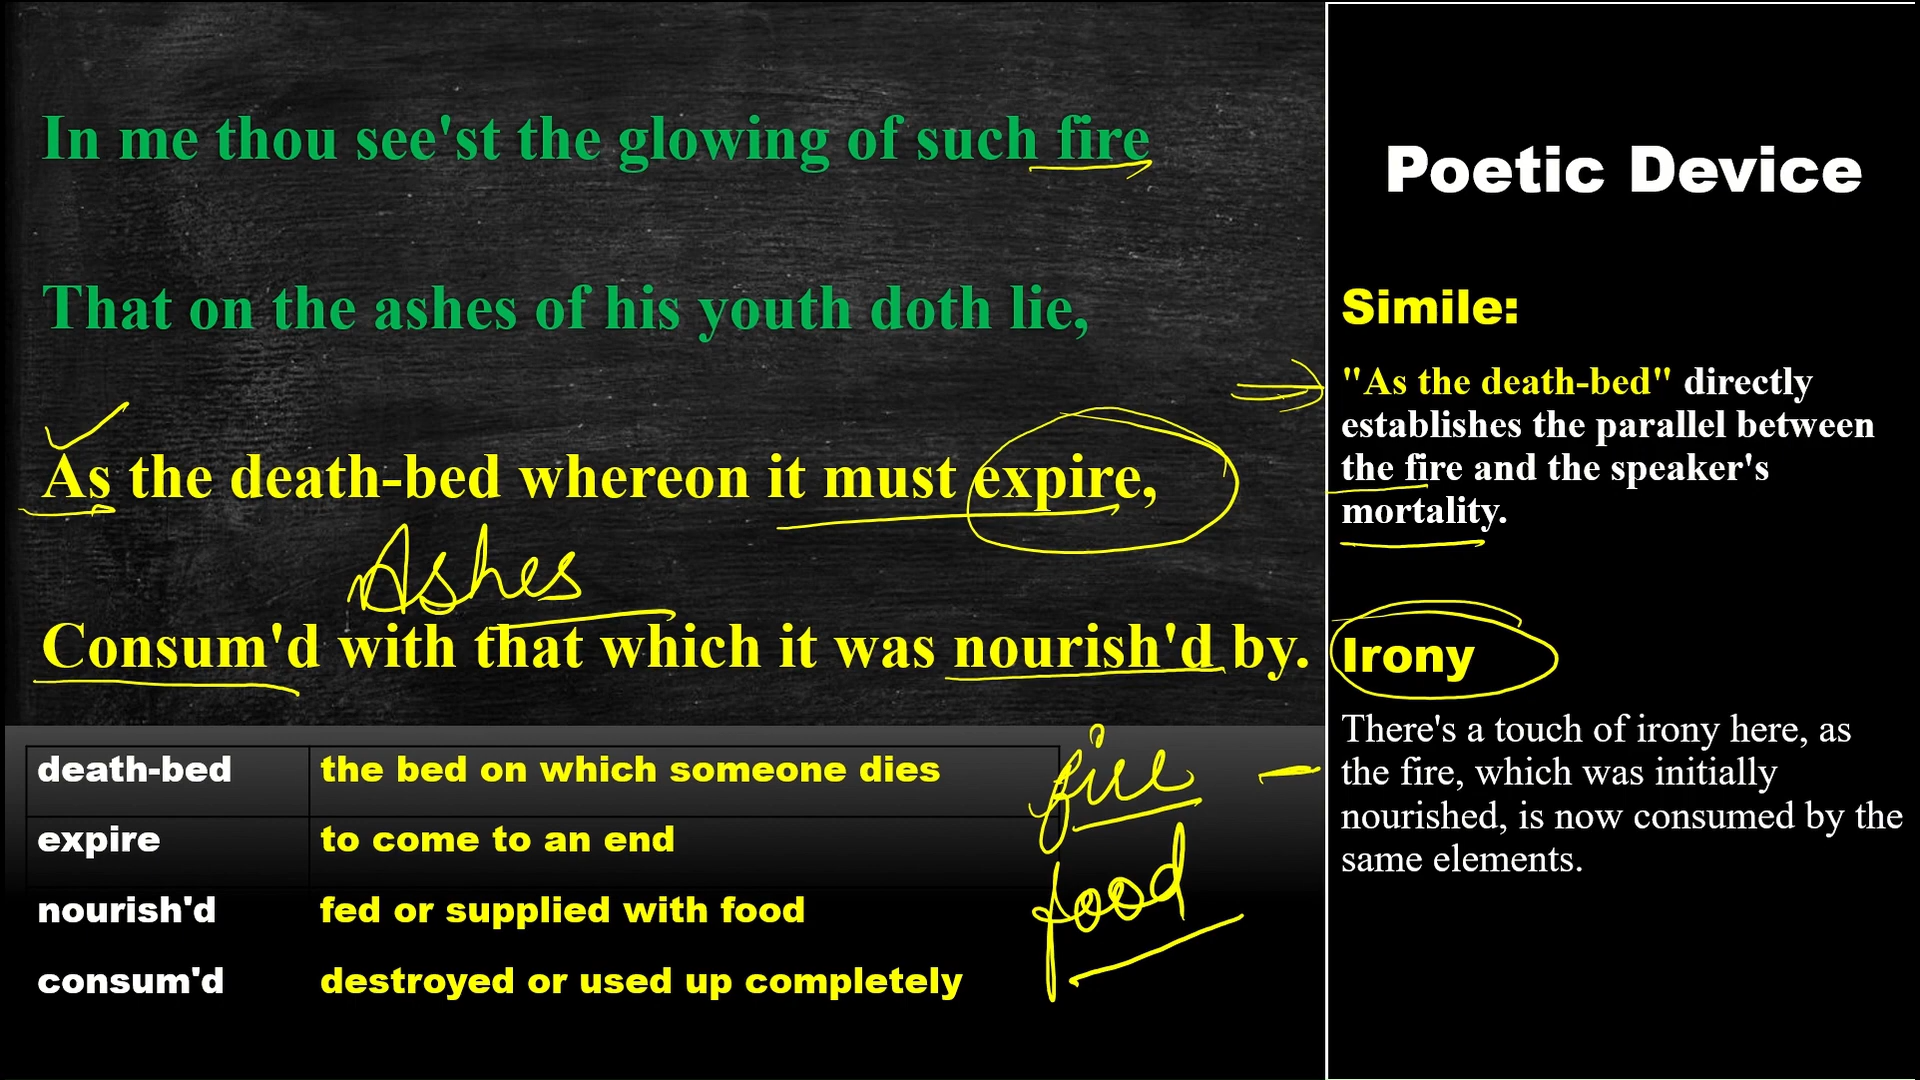 In me thou see'st the glowing of such fire
That on the ashes of his youth doth lie,
As the death-bed whereon it must expire,
Ashes
Consum'd with that which it was nourish'd by.
death-bed the bed on which someone dies
expire to come to an end
nourish'd fed or supplied with food
consum'd destroyed or used up completely
fire
food
Poetic Device
Simile:
"As the death-bed" directly
establishes the parallel between
the fire and the speaker's
mortality.
Irony
There's a touch of irony here, as
the fire, which was initially
nourished, is now consumed by the
same elements.